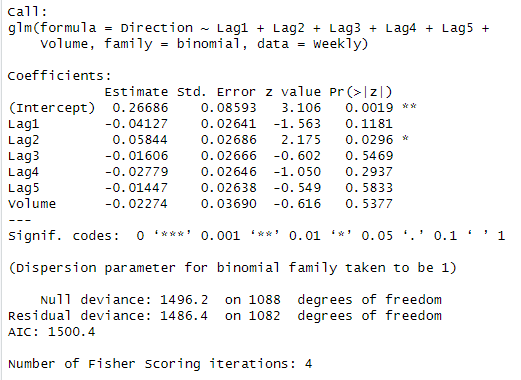 Call:
glm(formula = Direction ~ Lag1 + Lag2 + Lag3 + Lag4 + Lag5 +
    Volume, family = binomial, data = Weekly)

Coefficients:
            Estimate Std. Error z value Pr(>|z|)
(Intercept)  0.26686    0.08593   3.106   0.0019 **
Lag1        -0.04127    0.02641  -1.563   0.1181
Lag2         0.05844    0.02686   2.175   0.0296 *
Lag3        -0.01606    0.02666  -0.602   0.5469
Lag4        -0.02779    0.02646  -1.050   0.2937
Lag5        -0.01447    0.02638  -0.549   0.5833
Volume      -0.02274    0.03690  -0.616   0.5377
---
Signif. codes:  0 ‘***’ 0.001 ‘**’ 0.01 ‘*’ 0.05 ‘.’ 0.1 ‘ ’ 1

(Dispersion parameter for binomial family taken to be 1)

    Null deviance: 1496.2  on 1088  degrees of freedom
Residual deviance: 1486.4  on 1082  degrees of freedom
AIC: 1500.4

Number of Fisher Scoring iterations: 4